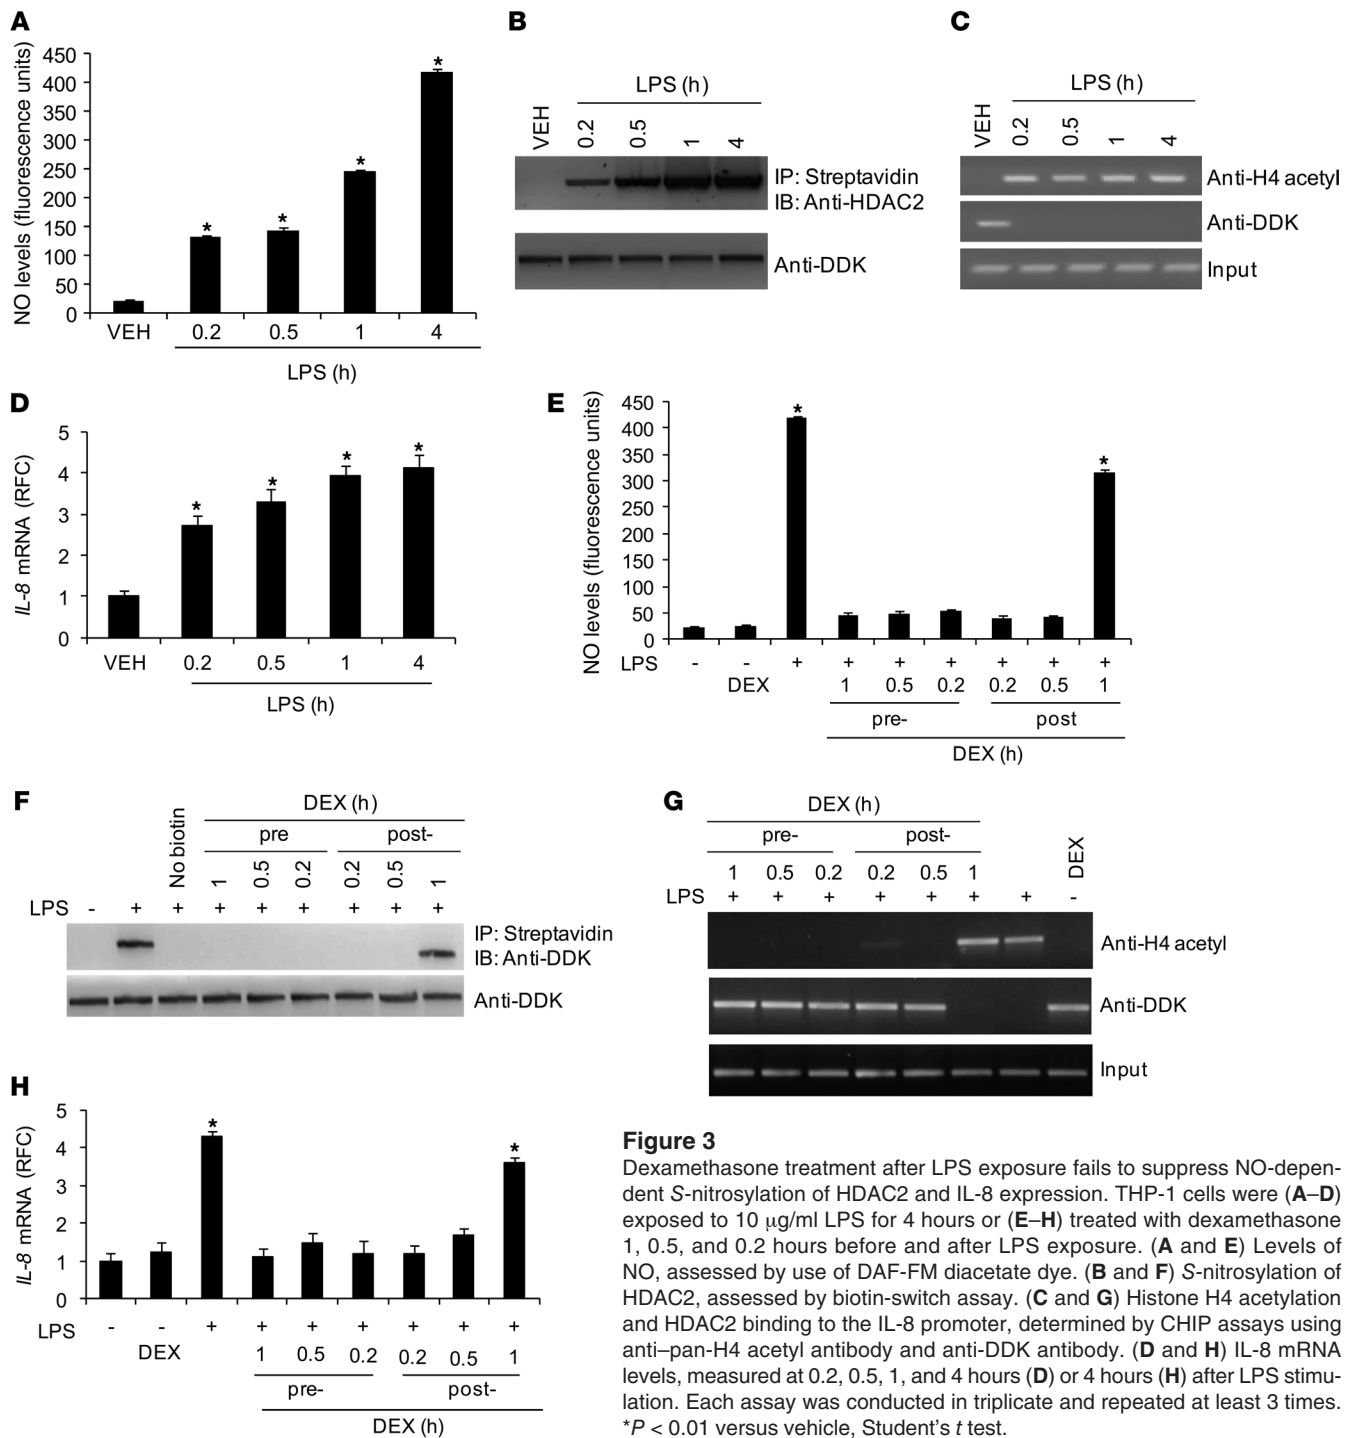 A
450
400
350
300
250
200
150
100
50
0
NO levels (fluorescence units)
* * * *
VEH 0.2 0.5 1 4
LPS (h)
B
LPS (h)
VEH 0.2 0.5 1 4
IP: Streptavidin
IB: Anti-HDAC2
Anti-DDK
C
LPS (h)
VEH 0.2 0.5 1 4
Anti-H4 acetyl
Anti-DDK
Input
D
5
4
3
2
1
0
IL-8 mRNA (RFC)
* * * *
VEH 0.2 0.5 1 4
LPS (h)
E
450
400
350
300
250
200
150
100
50
0
NO levels (fluorescence units)
* *
LPS - - + + + + + + +
DEX 1 0.5 0.2 0.2 0.5 1
pre- post
DEX (h)
F
DEX (h)
pre post-
No biotin 1 0.5 0.2 0.2 0.5 1
LPS - + + + + + + + +
IP: Streptavidin
IB: Anti-DDK
Anti-DDK
G
DEX (h)
pre- post-
1 0.5 0.2 0.2 0.5 1 DEX
LPS + + + + + + + -
Anti-H4 acetyl
Anti-DDK
Input
H
5
4
3
2
1
0
IL-8 mRNA (RFC)
* *
LPS - - + + + + + + +
DEX 1 0.5 0.2 0.2 0.5 1
pre- post-
DEX (h)
Figure 3
Dexamethasone treatment after LPS exposure fails to suppress NO-depen-
dent S-nitrosylation of HDAC2 and IL-8 expression. THP-1 cells were (A–D)
exposed to 10 μg/ml LPS for 4 hours or (E–H) treated with dexamethasone
1, 0.5, and 0.2 hours before and after LPS exposure. (A and E) Levels of
NO, assessed by use of DAF-FM diacetate dye. (B and F) S-nitrosylation of
HDAC2, assessed by biotin-switch assay. (C and G) Histone H4 acetylation
and HDAC2 binding to the IL-8 promoter, determined by CHIP assays using
anti–pan-H4 acetyl antibody and anti-DDK antibody. (D and H) IL-8 mRNA
levels, measured at 0.2, 0.5, 1, and 4 hours (D) or 4 hours (H) after LPS stimu-
lation. Each assay was conducted in triplicate and repeated at least 3 times.
*P < 0.01 versus vehicle, Student's t test.